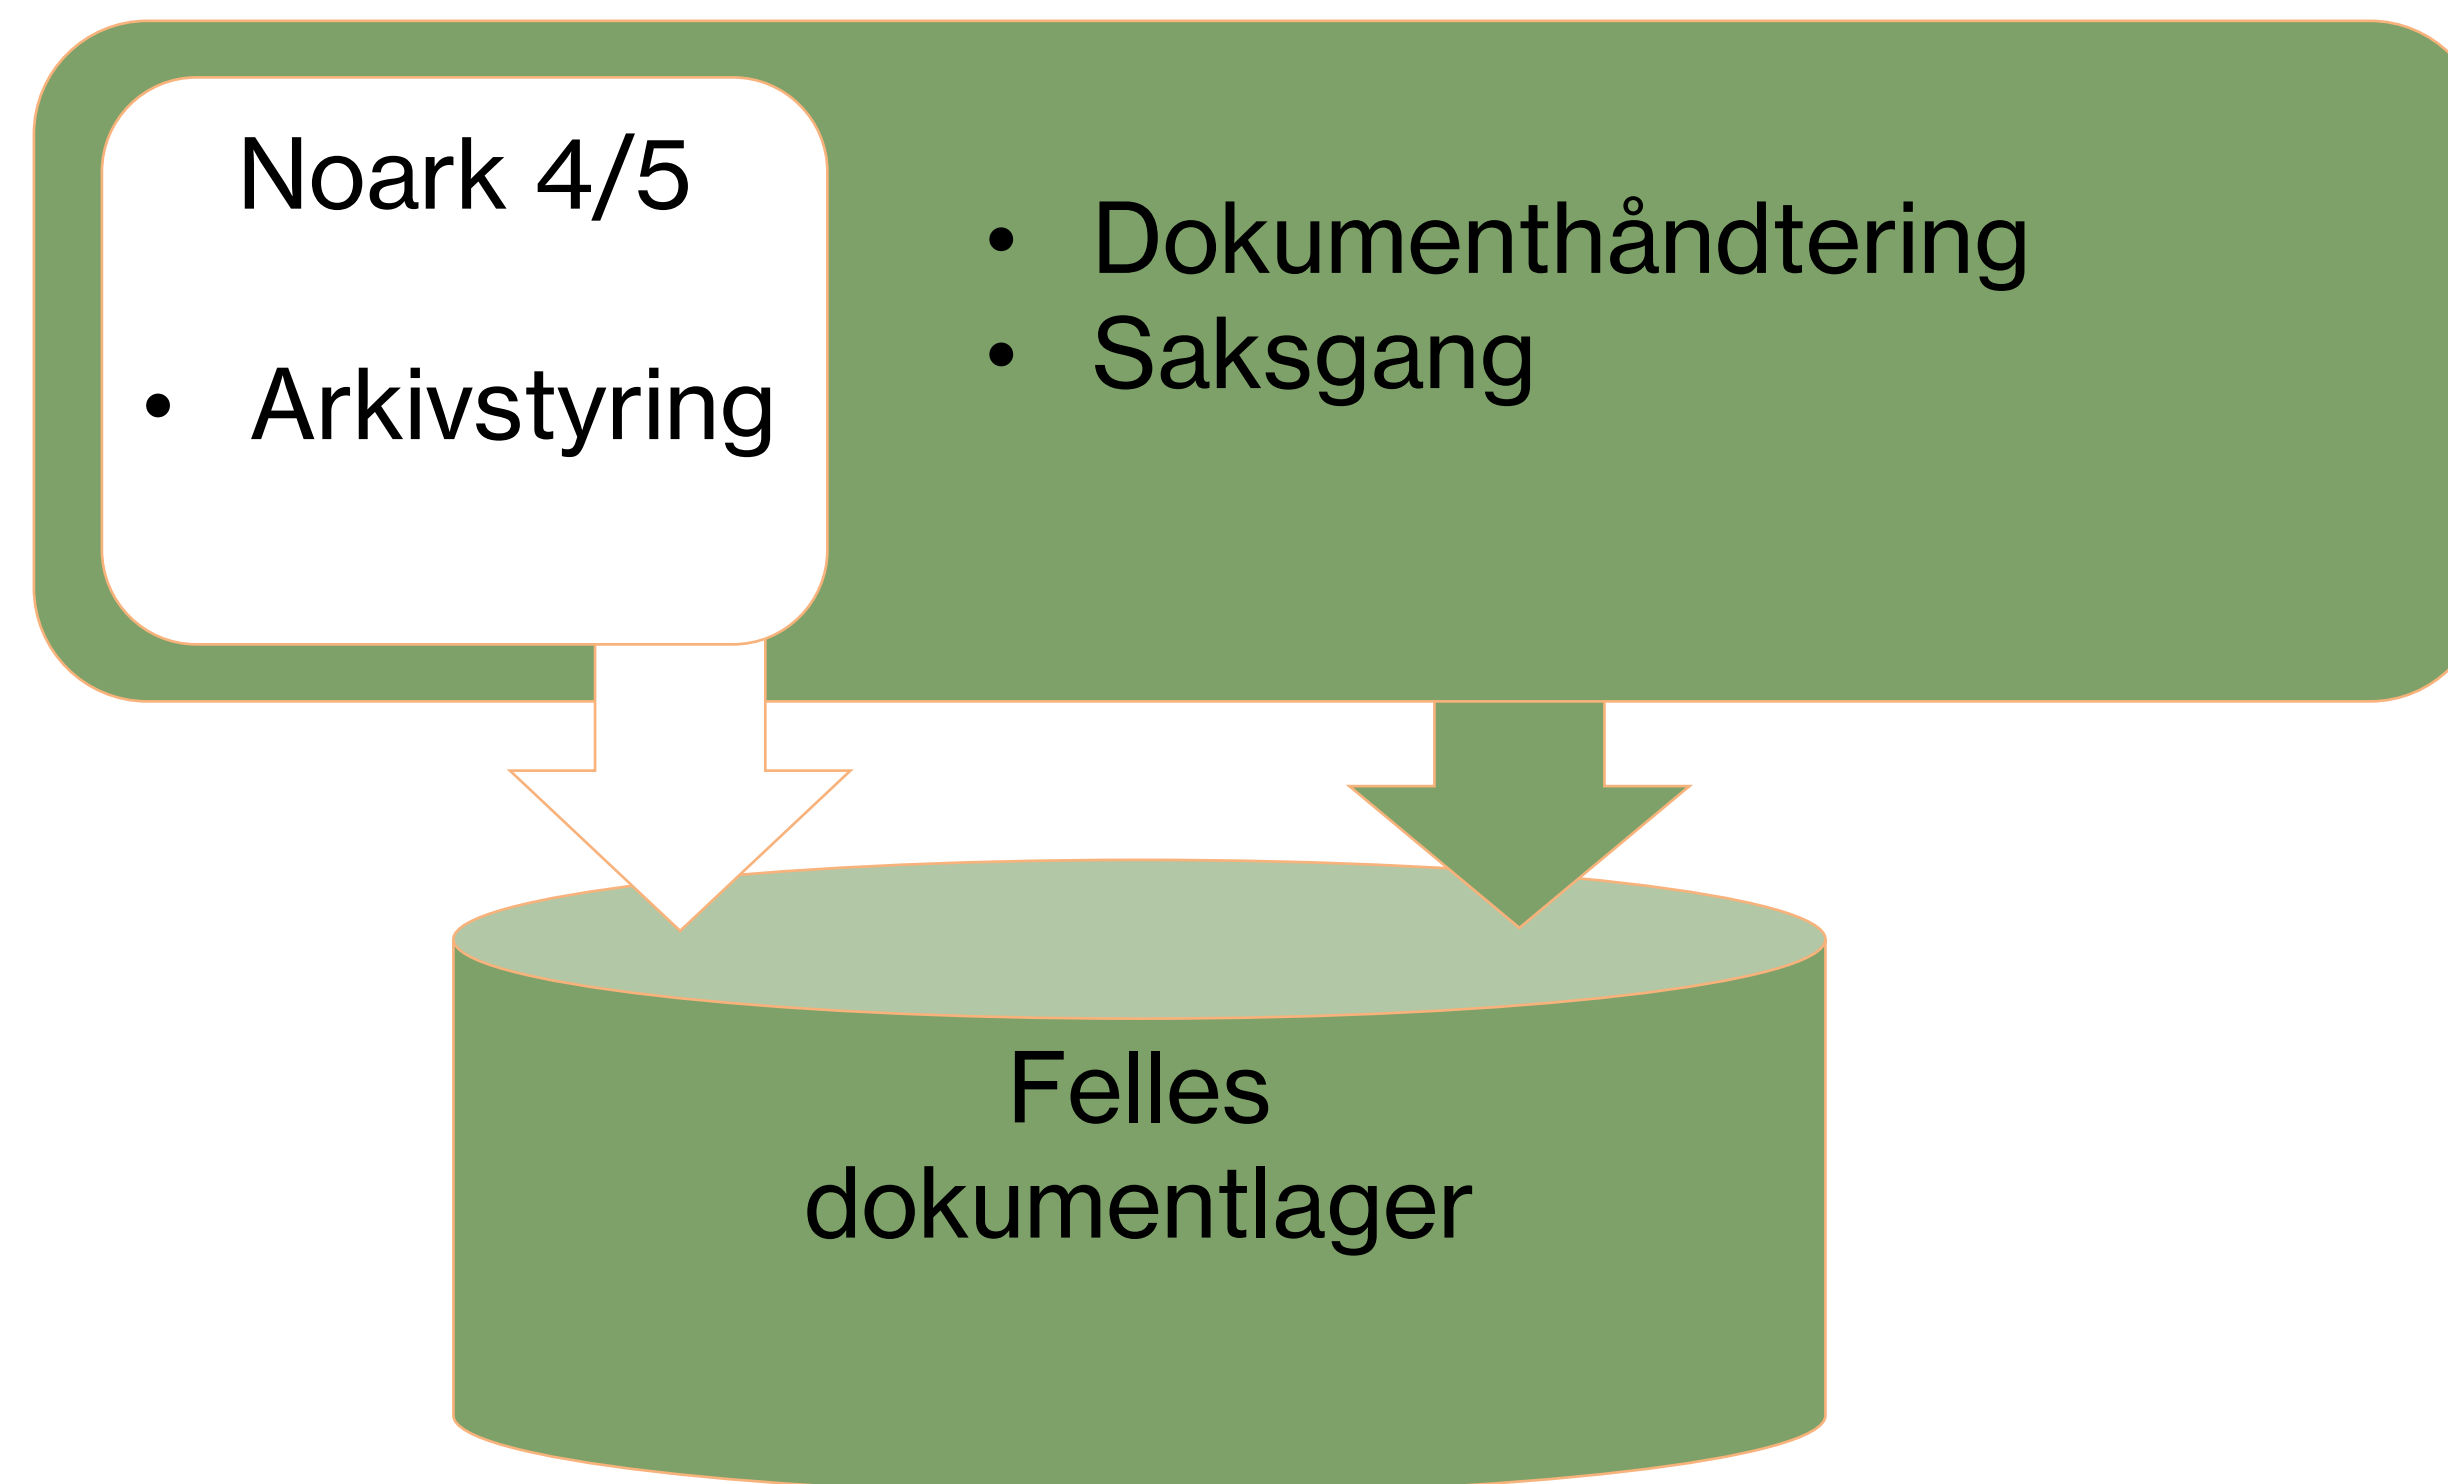 Noark 4/5
• Arkivstyring
• Dokumenthåndtering
• Saksgang
Felles
dokumentlager